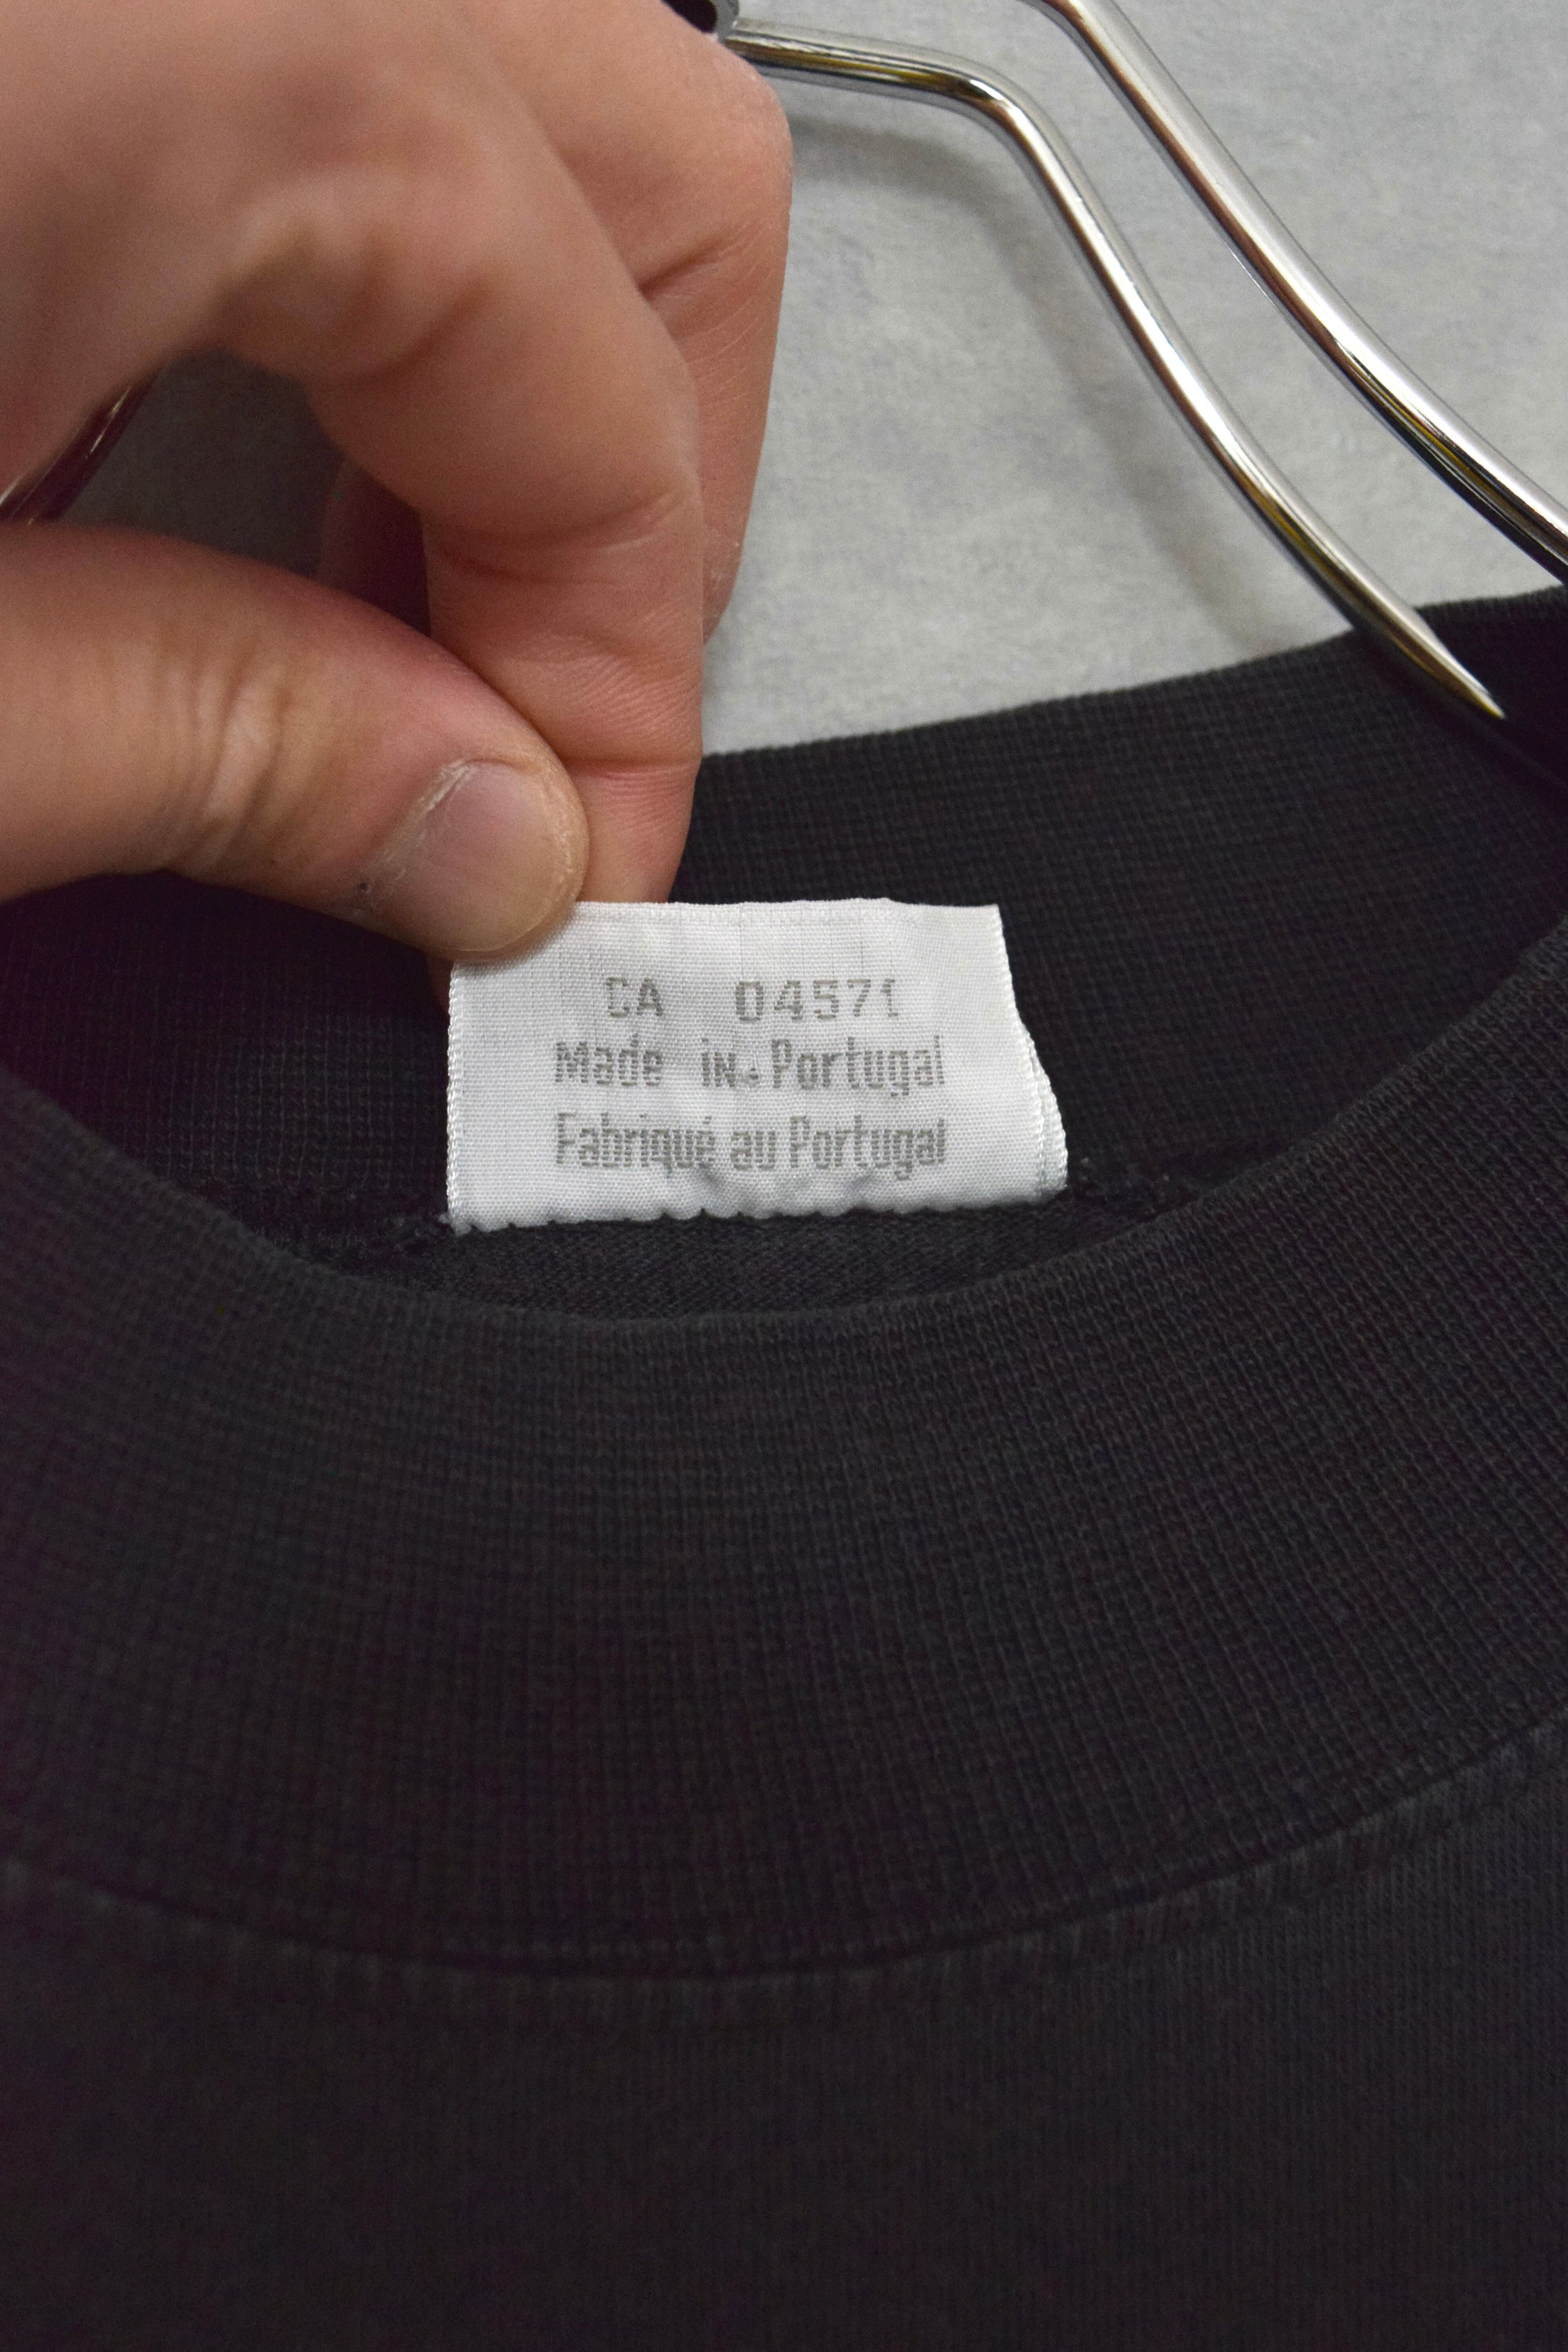 CA 04571
Made in Portugal
Fabriqué au Portugal